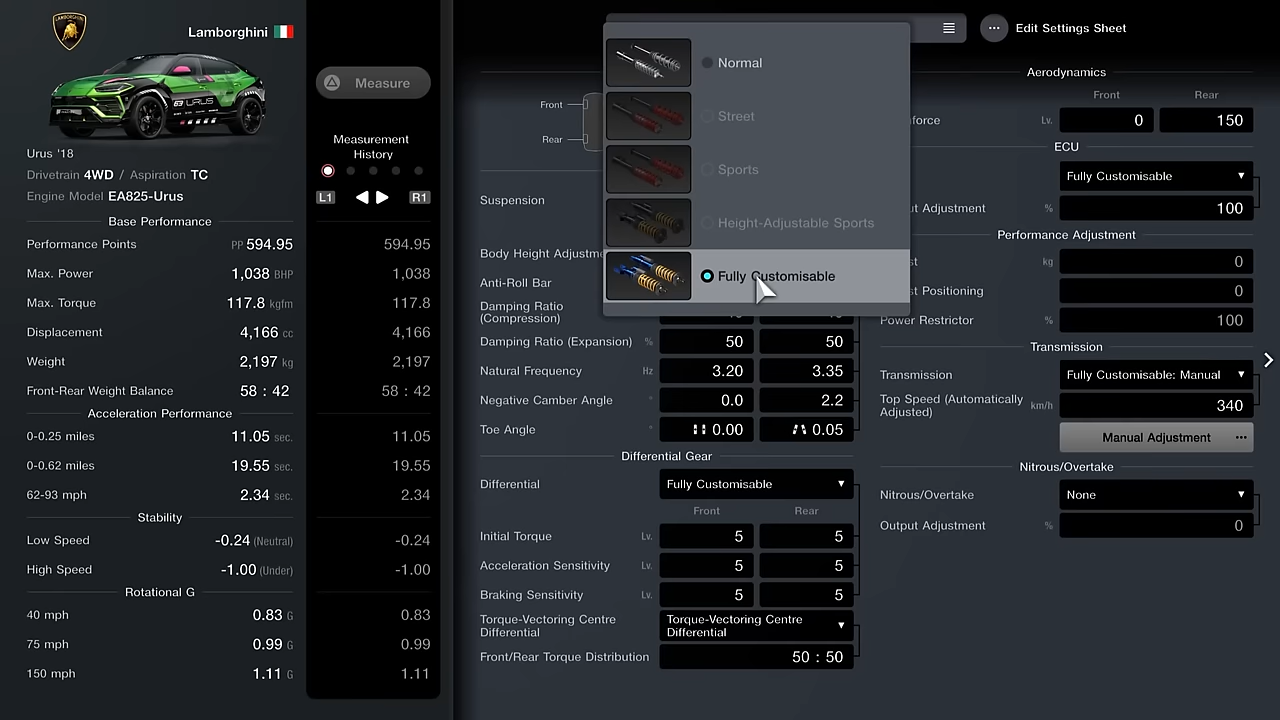 Lamborghini
Urus '18
Drivetrain 4WD / Aspiration TC
Engine Model EA825-Urus
Base Performance
Performance Points PP 594.95
Max. Power 1,038 BHP
Max. Torque 117.8 kgfm
Displacement 4,166 cc
Weight 2,197 kg
Front-Rear Weight Balance 58 : 42
Acceleration Performance
0-0.25 miles 11.05 sec.
0-0.62 miles 19.55 sec.
62-93 mph 2.34 sec.
Stability
Low Speed -0.24 (Neutral)
High Speed -1.00 (Under)
Rotational G
40 mph 0.83 G
75 mph 0.99 G
150 mph 1.11 G
Measure
Measurement
History
L1 R1
594.95
1,038
117.8
4,166
2,197
58 : 42
11.05
19.55
2.34
-0.24
-1.00
0.83
0.99
1.11
Front
Rear
Normal
Street
Sports
Height-Adjustable Sports
Fully Customisable
Suspension
Body Height Adjustme
Anti-Roll Bar
Damping Ratio
(Compression)
Damping Ratio (Expansion) % 50 50
Natural Frequency Hz 3.20 3.35
Negative Camber Angle ° 0.0 2.2
Toe Angle ° 0.00 0.05
Differential Gear
Differential Fully Customisable
Front Rear
Initial Torque Lv. 5 5
Acceleration Sensitivity Lv. 5 5
Braking Sensitivity Lv. 5 5
Torque-Vectoring Centre
Differential
Torque-Vectoring Centre
Differential
Front/Rear Torque Distribution 50 : 50
Edit Settings Sheet
Aerodynamics
Front Rear
force Lv. 0 150
ECU
Fully Customisable
ut Adjustment % 100
Performance Adjustment
st kg 0
st Positioning 0
Power Restrictor % 100
Transmission
Transmission Fully Customisable: Manual
Top Speed (Automatically
Adjusted) km/h 340
Manual Adjustment
Nitrous/Overtake
Nitrous/Overtake None
Output Adjustment % 0